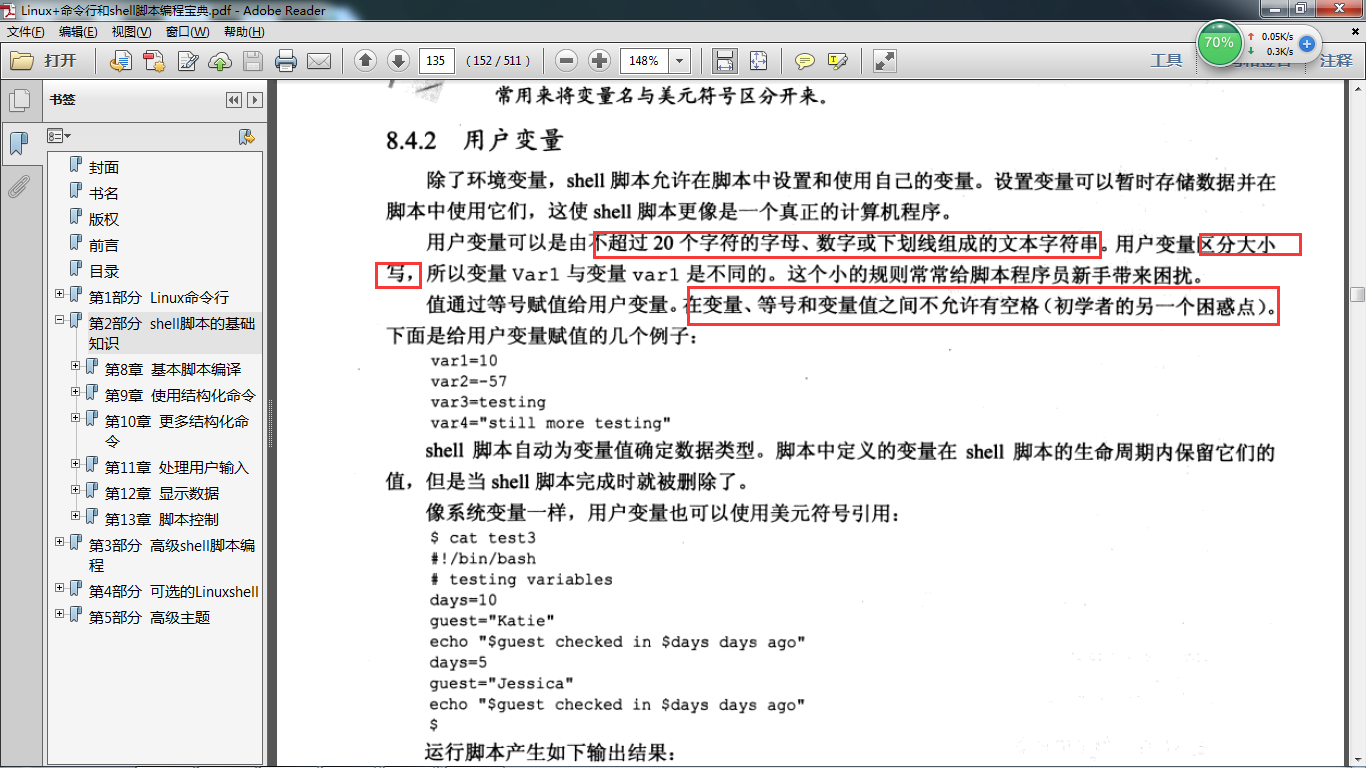 Linux+命令行和shell脚本编程宝典.pdf - Adobe Reader
文件(F) 编辑(E) 视图(V) 窗口(W) 帮助(H)
打开 135 (152 / 511) 148% 工具 注释
70% 0.05K/s
0.3K/s
书签
封面
书名
版权
前言
目录
第1部分 Linux命令行
第2部分 shell脚本的基础
知识
第8章 基本脚本编译
第9章 使用结构化命令
第10章 更多结构化命
令
第11章 处理用户输入
第12章 显示数据
第13章 脚本控制
第3部分 高级shell脚本编
程
第4部分 可选的Linuxshell
第5部分 高级主题
常用来将变量名与美元符号区分开来。
8.4.2 用户变量
除了环境变量，shell 脚本允许在脚本中设置和使用自己的变量。设置变量可以暂时存储数据并在
脚本中使用它们，这使 shell 脚本更像是一个真正的计算机程序。
用户变量可以是由不超过 20 个字符的字母、数字或下划线组成的文本字符串。用户变量区分大小
写，所以变量 Var1 与变量 var1 是不同的。这个小的规则常常给脚本程序员新手带来困扰。
值通过等号赋值给用户变量。在变量、等号和变量值之间不允许有空格（初学者的另一个困惑点）。
下面是给用户变量赋值的几个例子：
var1=10
var2=-57
var3=testing
var4="still more testing"
shell 脚本自动为变量值确定数据类型。脚本中定义的变量在 shell 脚本的生命周期内保留它们的
值，但是当 shell 脚本完成时就被删除了。
像系统变量一样，用户变量也可以使用美元符号引用：
$ cat test3
#!/bin/bash
# testing variables
days=10
guest="Katie"
echo "$guest checked in $days days ago"
days=5
guest="Jessica"
echo "$guest checked in $days days ago"
$
运行脚本产生如下输出结果：